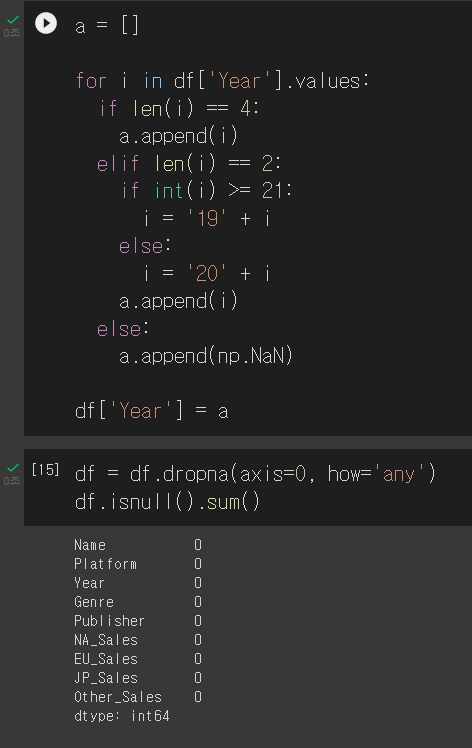 a = []
for i in df['Year'].values:
  if len(i) == 4:
    a.append(i)
  elif len(i) == 2:
    if int(i) >= 21:
      i = '19' + i
    else:
      i = '20' + i
    a.append(i)
  else:
    a.append(np.NaN)
df['Year'] = a
0초
[15] df = df.dropna(axis=0, how='any')
0초
df.isnull().sum()
Name 0
Platform 0
Year 0
Genre 0
Publisher 0
NA_Sales 0
EU_Sales 0
JP_Sales 0
Other_Sales 0
dtype: int64